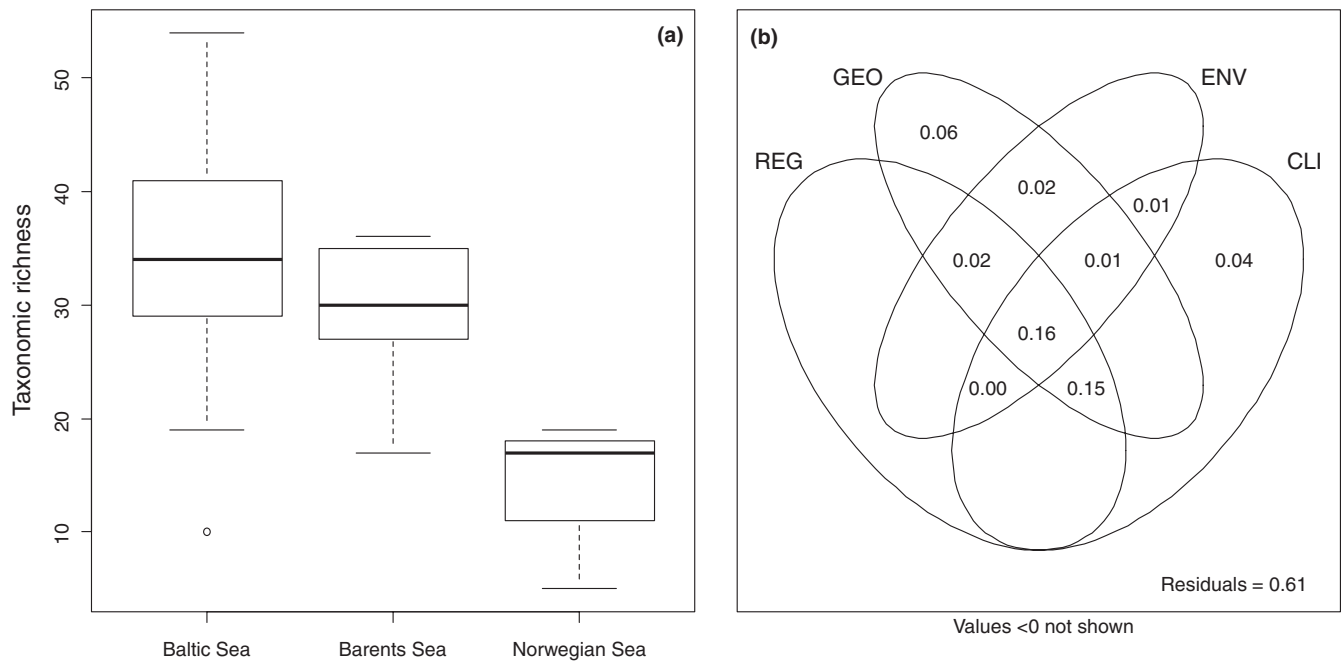 (a)
Taxonomic richness
50
40
30
20
10
Baltic Sea
Barents Sea
Norwegian Sea
(b)
GEO
ENV
REG
CLI
0.06
0.02
0.01
0.02
0.01
0.04
0.16
0.00
0.15
Residuals = 0.61
Values <0 not shown